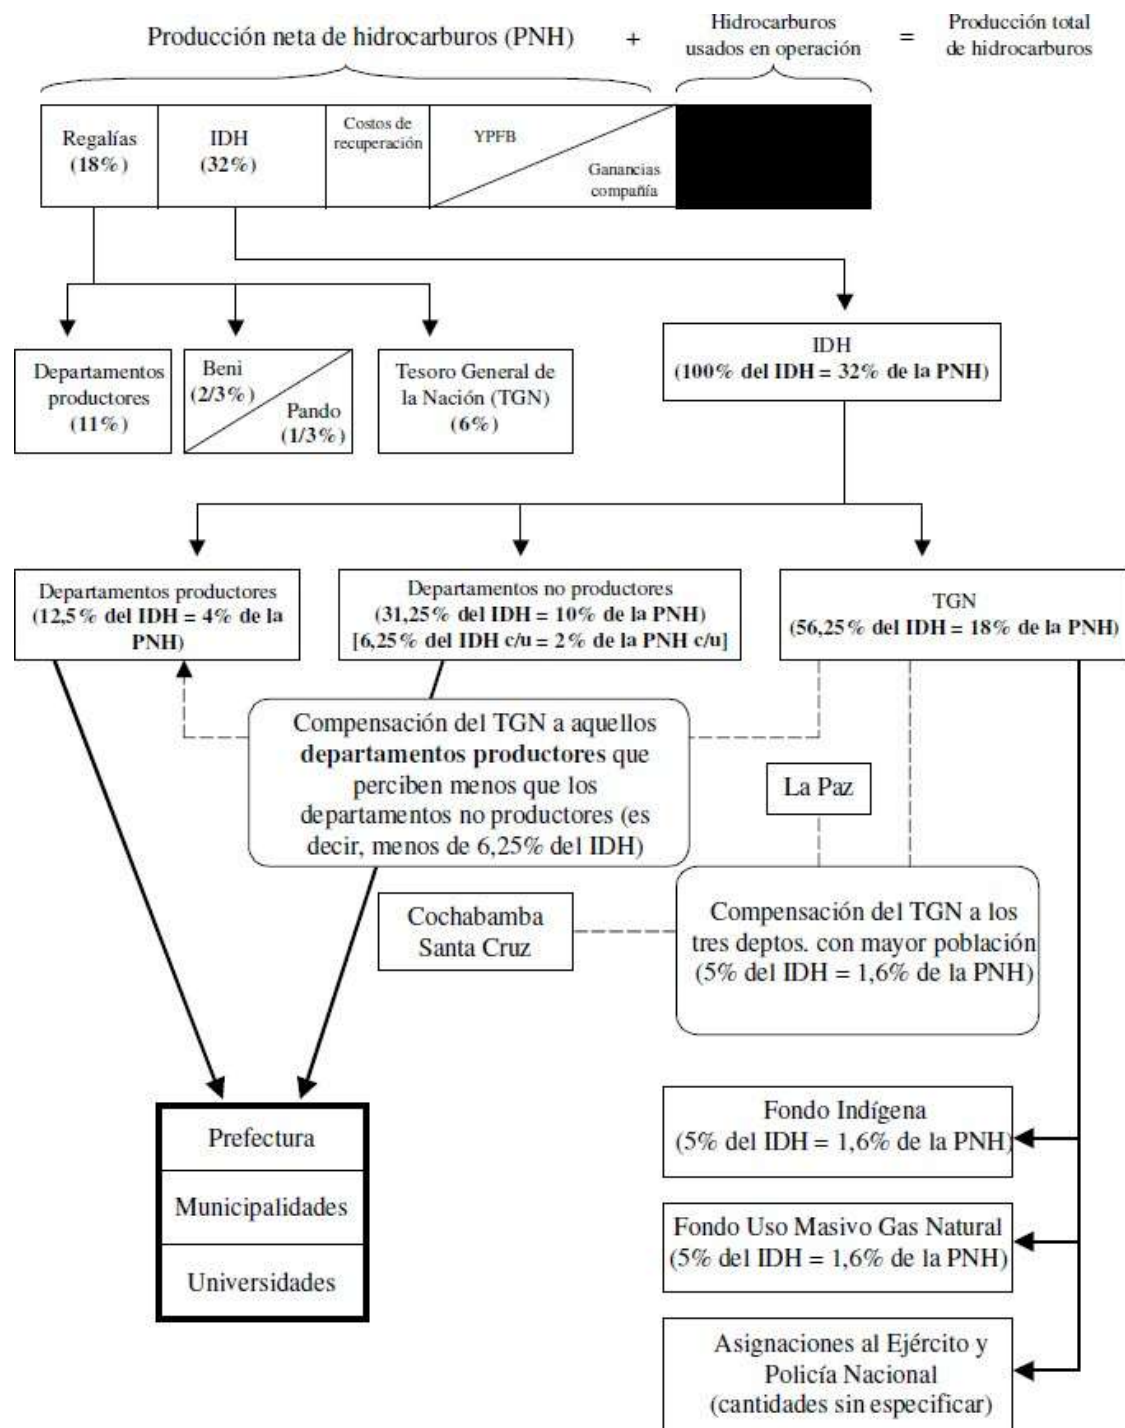 Producción neta de hidrocarburos (PNH)
+
Hidrocarburos
usados en operación
=
Producción total
de hidrocarburos
Regalías
(18%)
IDH
(32%)
Costos de
recuperación
YPFB
Ganancias
compañía
Departamentos
productores
(11%)
Beni
(2/3%)
Pando
(1/3%)
Tesoro General de
la Nación (TGN)
(6%)
IDH
(100% del IDH = 32% de la PNH)
Departamentos productores
(12,5% del IDH = 4% de la
PNH)
Departamentos no productores
(31,25% del IDH = 10% de la PNH)
[6,25% del IDH c/u = 2% de la PNH c/u]
TGN
(56,25% del IDH = 18% de la PNH)
Compensación del TGN a aquellos
departamentos productores que
perciben menos que los
departamentos no productores (es
decir, menos de 6,25% del IDH)
La Paz
Cochabamba
Santa Cruz
Compensación del TGN a los
tres deptos. con mayor población
(5% del IDH = 1,6% de la PNH)
Prefectura
Municipalidades
Universidades
Fondo Indígena
(5% del IDH = 1,6% de la PNH)
Fondo Uso Masivo Gas Natural
(5% del IDH = 1,6% de la PNH)
Asignaciones al Ejército y
Policía Nacional
(cantidades sin especificar)